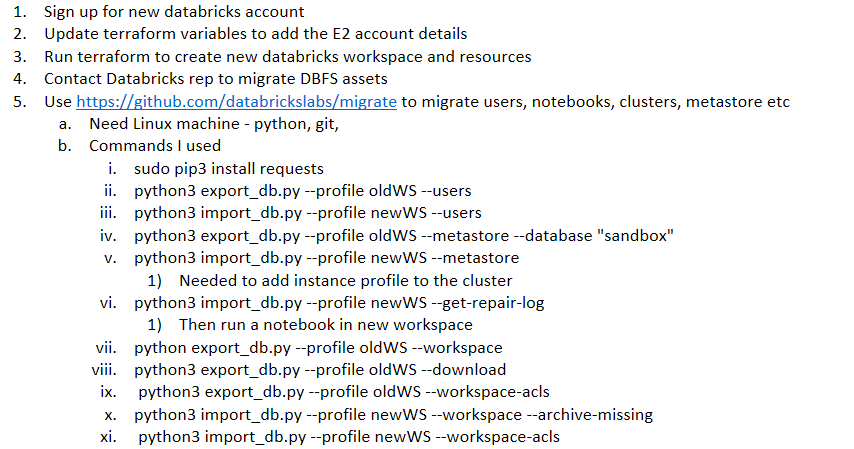 1. Sign up for new databricks account
2. Update terraform variables to add the E2 account details
3. Run terraform to create new databricks workspace and resources
4. Contact Databricks rep to migrate DBFS assets
5. Use https://github.com/databrickslabs/migrate to migrate users, notebooks, clusters, metastore etc
a. Need Linux machine - python, git,
b. Commands I used
i. sudo pip3 install requests
ii. python3 export_db.py --profile oldWS --users
iii. python3 import_db.py --profile newWS --users
iv. python3 export_db.py --profile oldWS --metastore --database "sandbox"
v. python3 import_db.py --profile newWS --metastore
1) Needed to add instance profile to the cluster
vi. python3 import_db.py --profile newWS --get-repair-log
1) Then run a notebook in new workspace
vii. python export_db.py --profile oldWS --workspace
viii. python3 export_db.py --profile oldWS --download
ix. python3 export_db.py --profile oldWS --workspace-acls
x. python3 import_db.py --profile newWS --workspace --archive-missing
xi. python3 import_db.py --profile newWS --workspace-acls